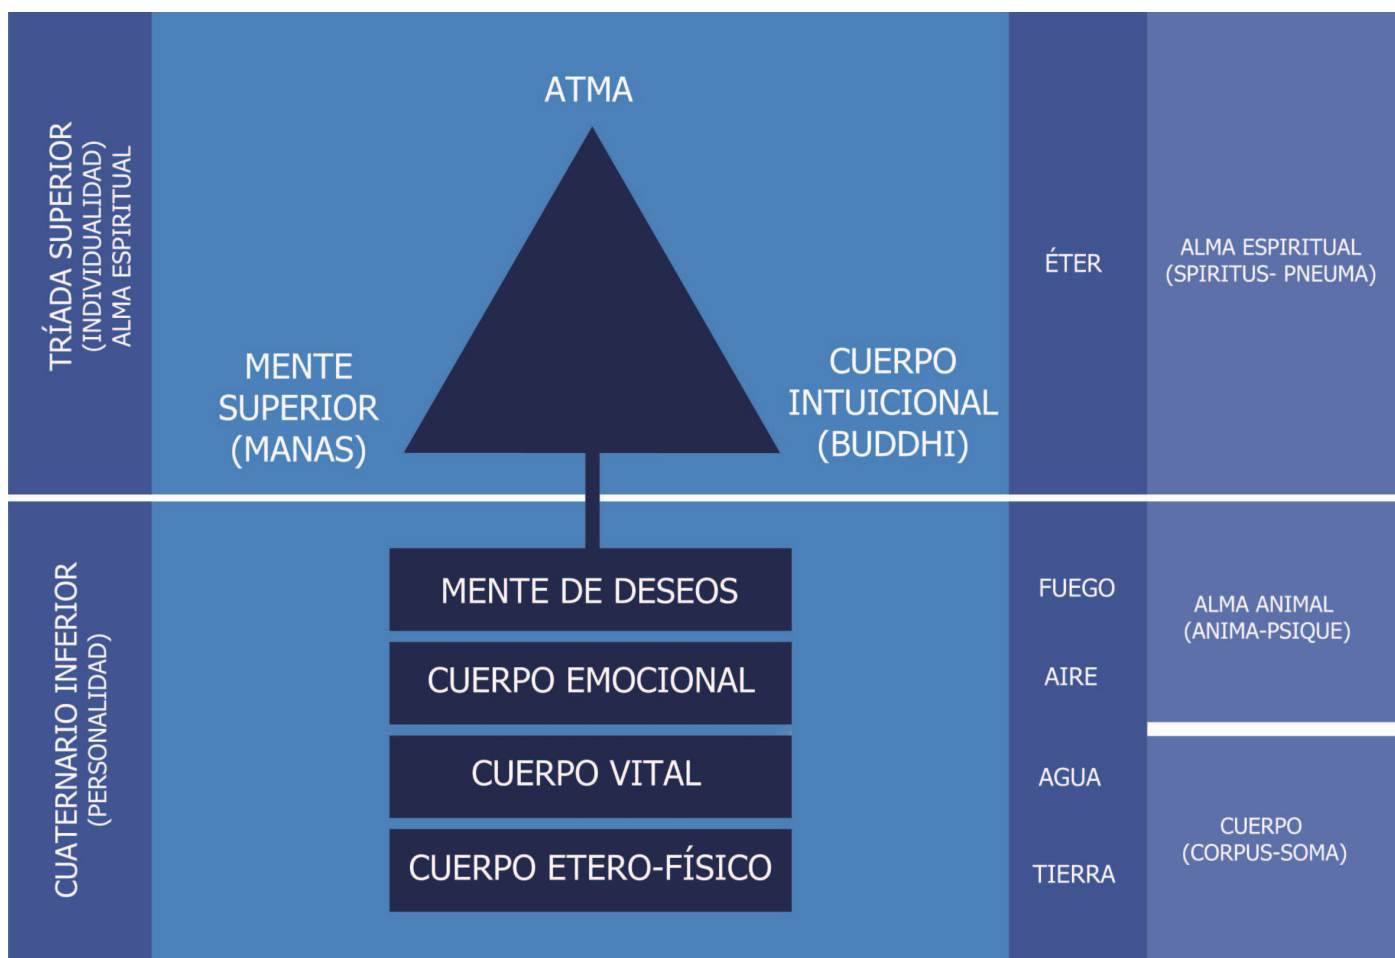 TRÍADA SUPERIOR
(INDIVIDUALIDAD)
ALMA ESPIRITUAL
ATMA
MENTE
SUPERIOR
(MANAS)
CUERPO
INTUICIONAL
(BUDDHI)
ÉTER
ALMA ESPIRITUAL
(SPIRITUS- PNEUMA)
CUATERNARIO INFERIOR
(PERSONALIDAD)
MENTE DE DESEOS
CUERPO EMOCIONAL
CUERPO VITAL
CUERPO ETERO-FÍSICO
FUEGO
AIRE
AGUA
TIERRA
ALMA ANIMAL
(ANIMA-PSIQUE)
CUERPO
(CORPUS-SOMA)